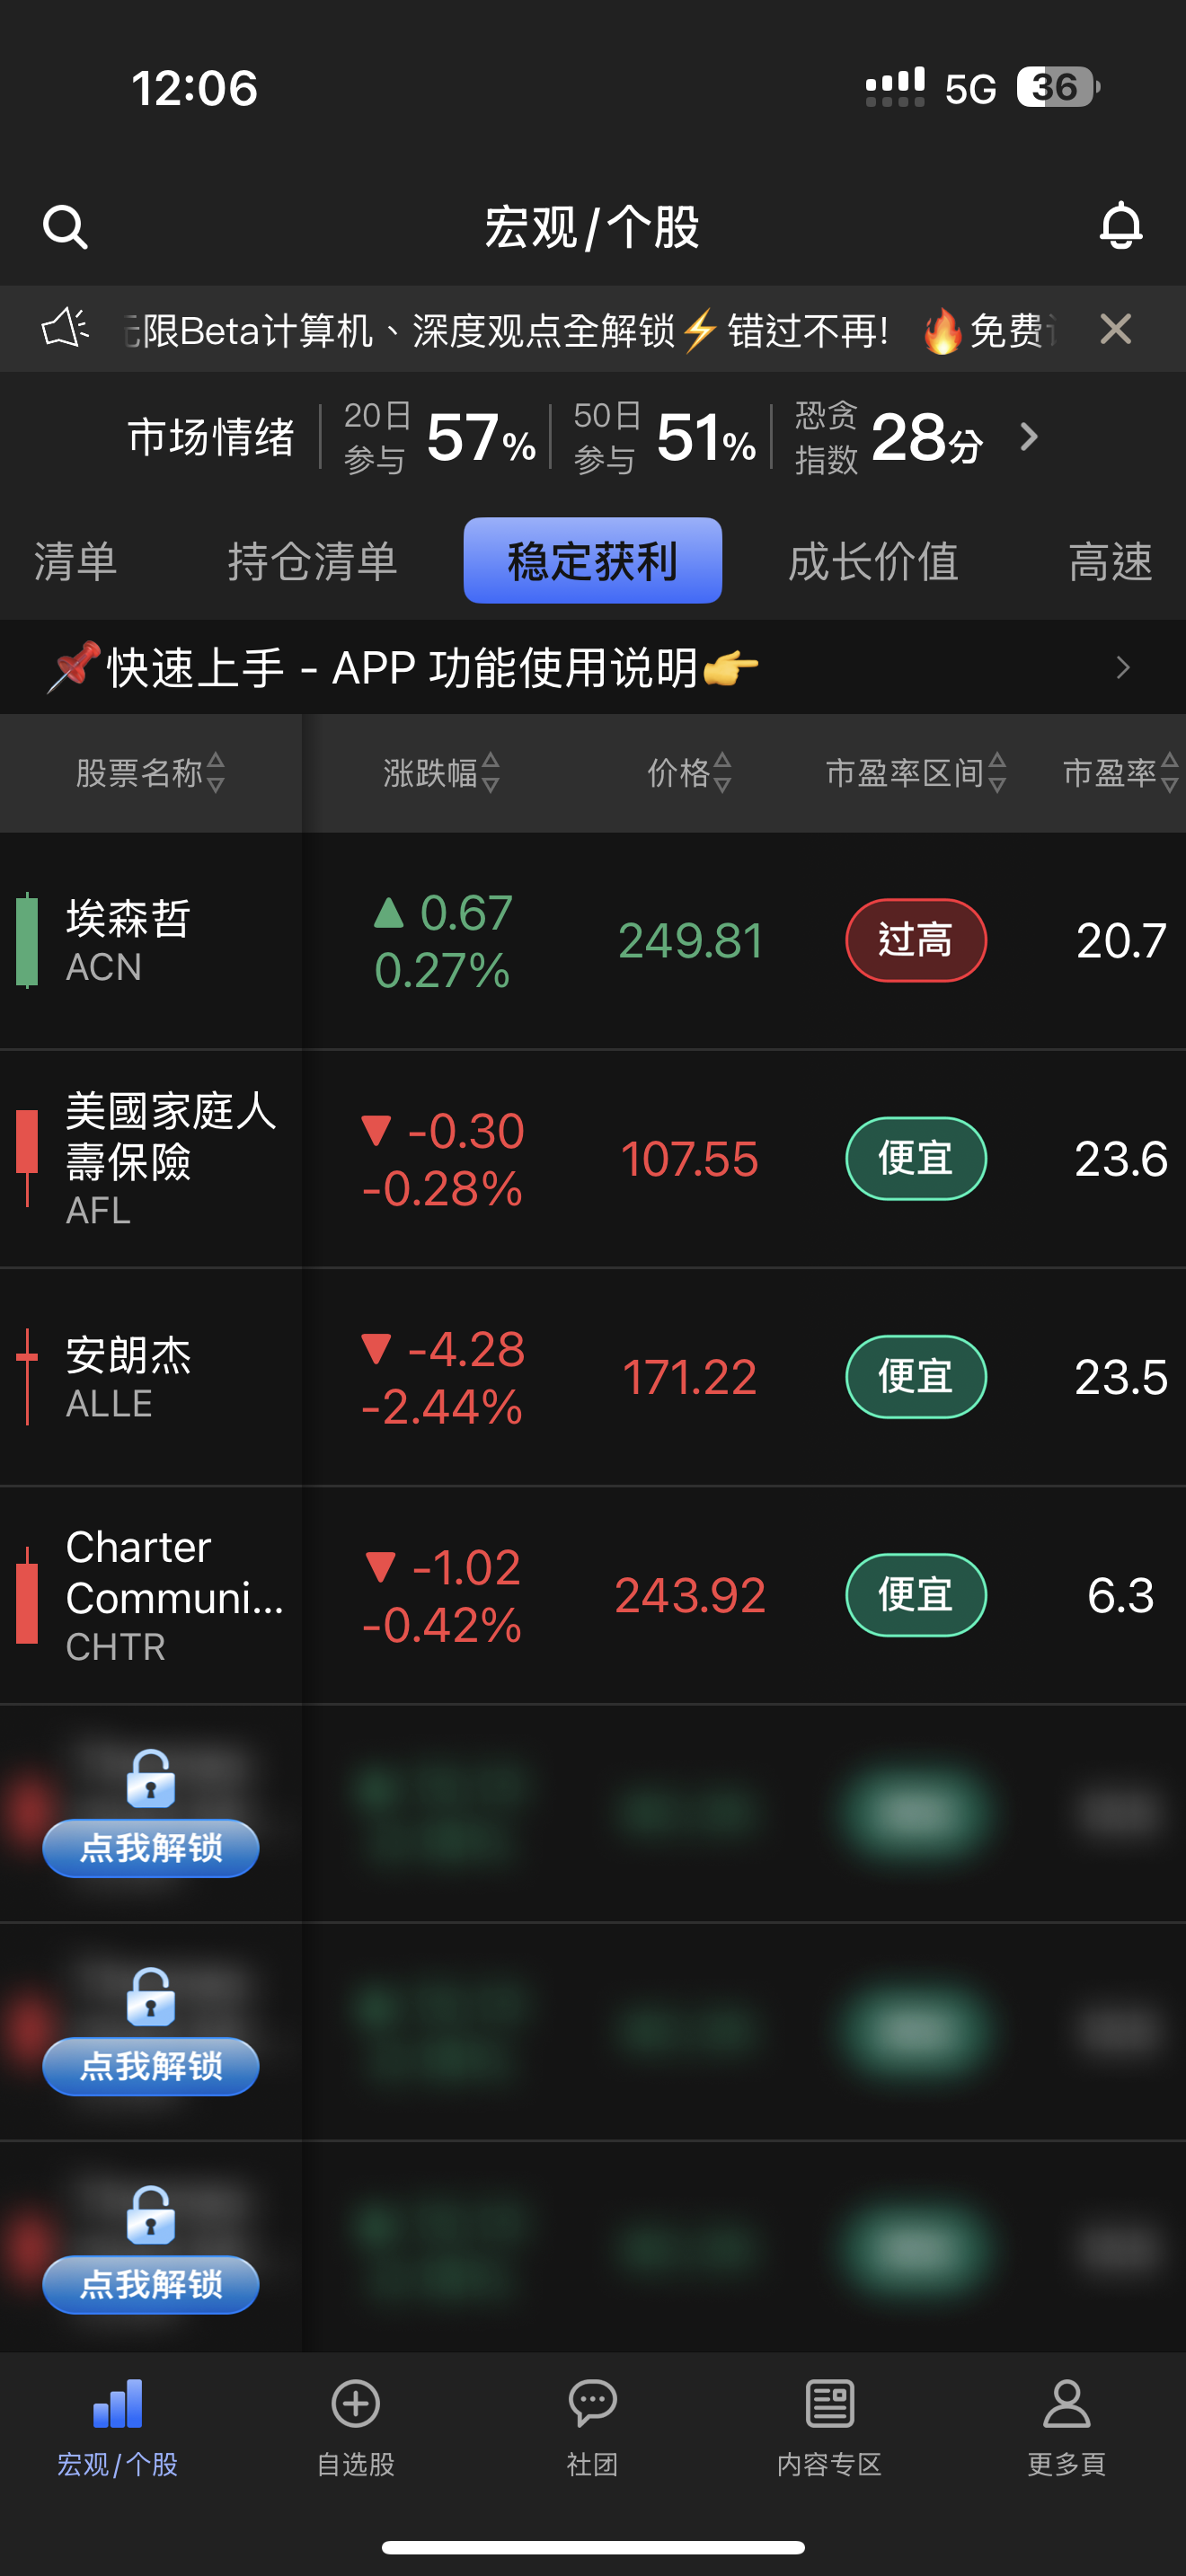 12:06
5G 36
宏观/个股
限Beta计算机、深度观点全解锁⚡错过不再! 🔥免费
市场情绪 20日参与 57% 50日参与 51% 恐贪指数 28分
清单 持仓清单 稳定获利 成长价值 高速
📌快速上手 - APP 功能使用说明👉
股票名称 涨跌幅 价格 市盈率区间 市盈率
埃森哲
ACN
▲ 0.67
0.27%
249.81
过高
20.7
美國家庭人
壽保險
AFL
▼ -0.30
-0.28%
107.55
便宜
23.6
安朗杰
ALLE
▼ -4.28
-2.44%
171.22
便宜
23.5
Charter
Communi...
CHTR
▼ -1.02
-0.42%
243.92
便宜
6.3
点我解锁
点我解锁
点我解锁
宏观/个股 自选股 社团 内容专区 更多頁